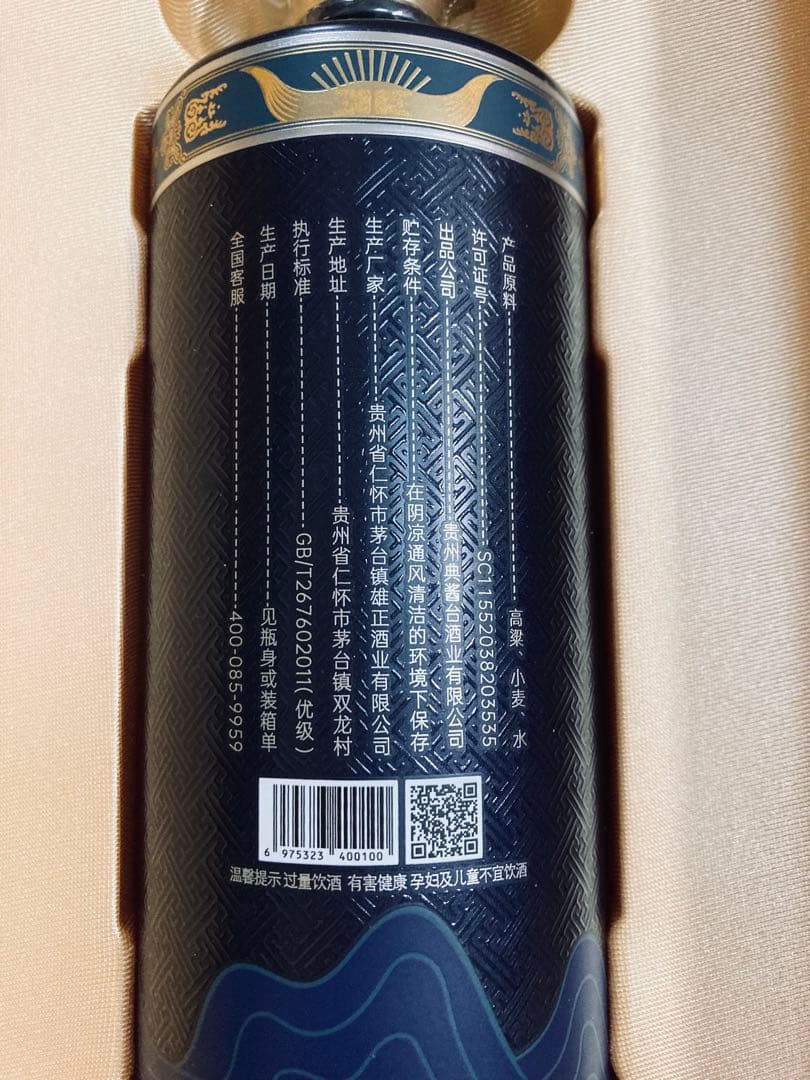 产品原料 高粱、小麦、水
许可证号 SC11552038203535
出品公司 贵州典酱台酒业有限公司
贮存条件 在阴凉通风清洁的环境下保存
生产厂家 贵州省仁怀市茅台镇雄正酒业有限公司
生产地址 贵州省仁怀市茅台镇双龙村
执行标准 GB/T267602011(优级)
生产日期 见瓶身或装箱单
全国客服 400-085-9959
6 975323 400100
温馨提示 过量饮酒 有害健康 孕妇及儿童不宜饮酒